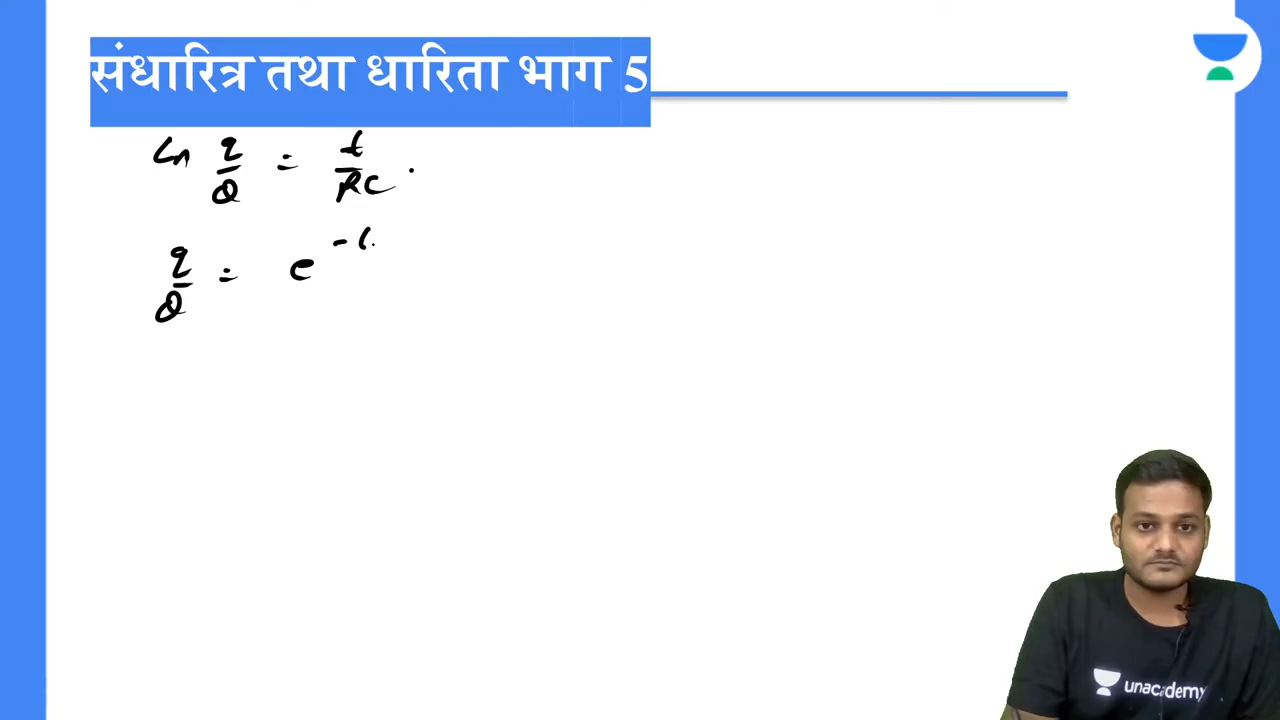 संधारित्र तथा धारिता भाग 5
ln q/Q = t/RC .
q/Q = e^-(
unacademy